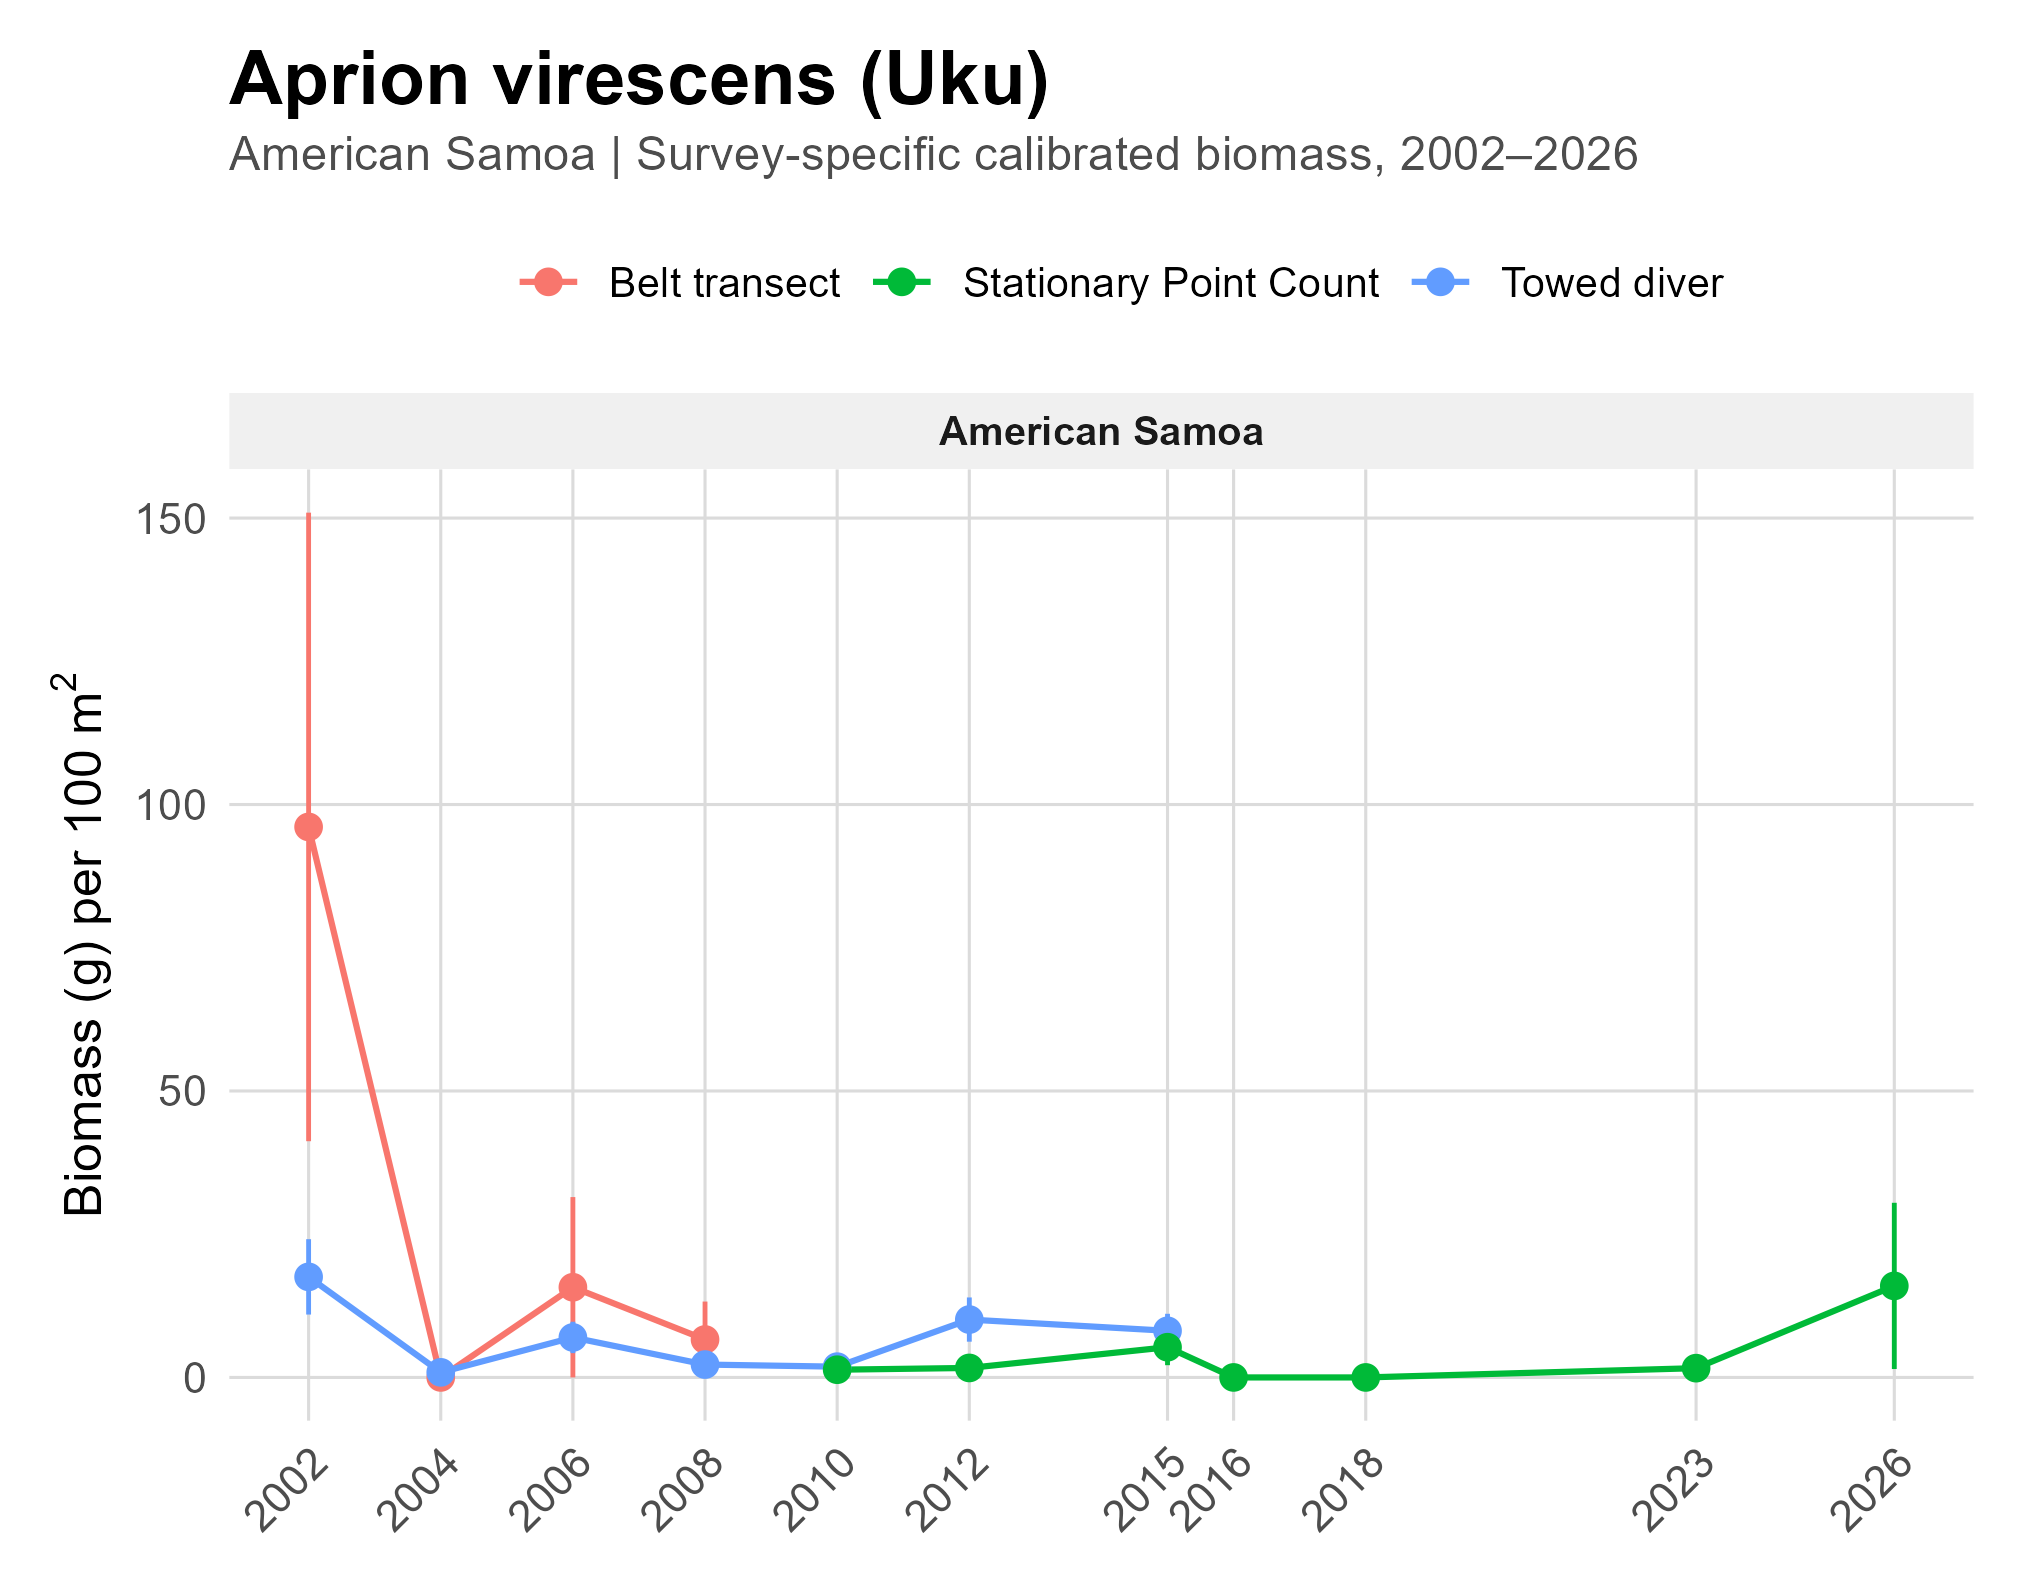 Aprion virescens (Uku)
American Samoa | Survey-specific calibrated biomass, 2002–2026
Belt transect Stationary Point Count Towed diver
American Samoa
Biomass (g) per 100 m²
150
100
50
0
2002 2004 2006 2008 2010 2012 2015 2016 2018 2023 2026